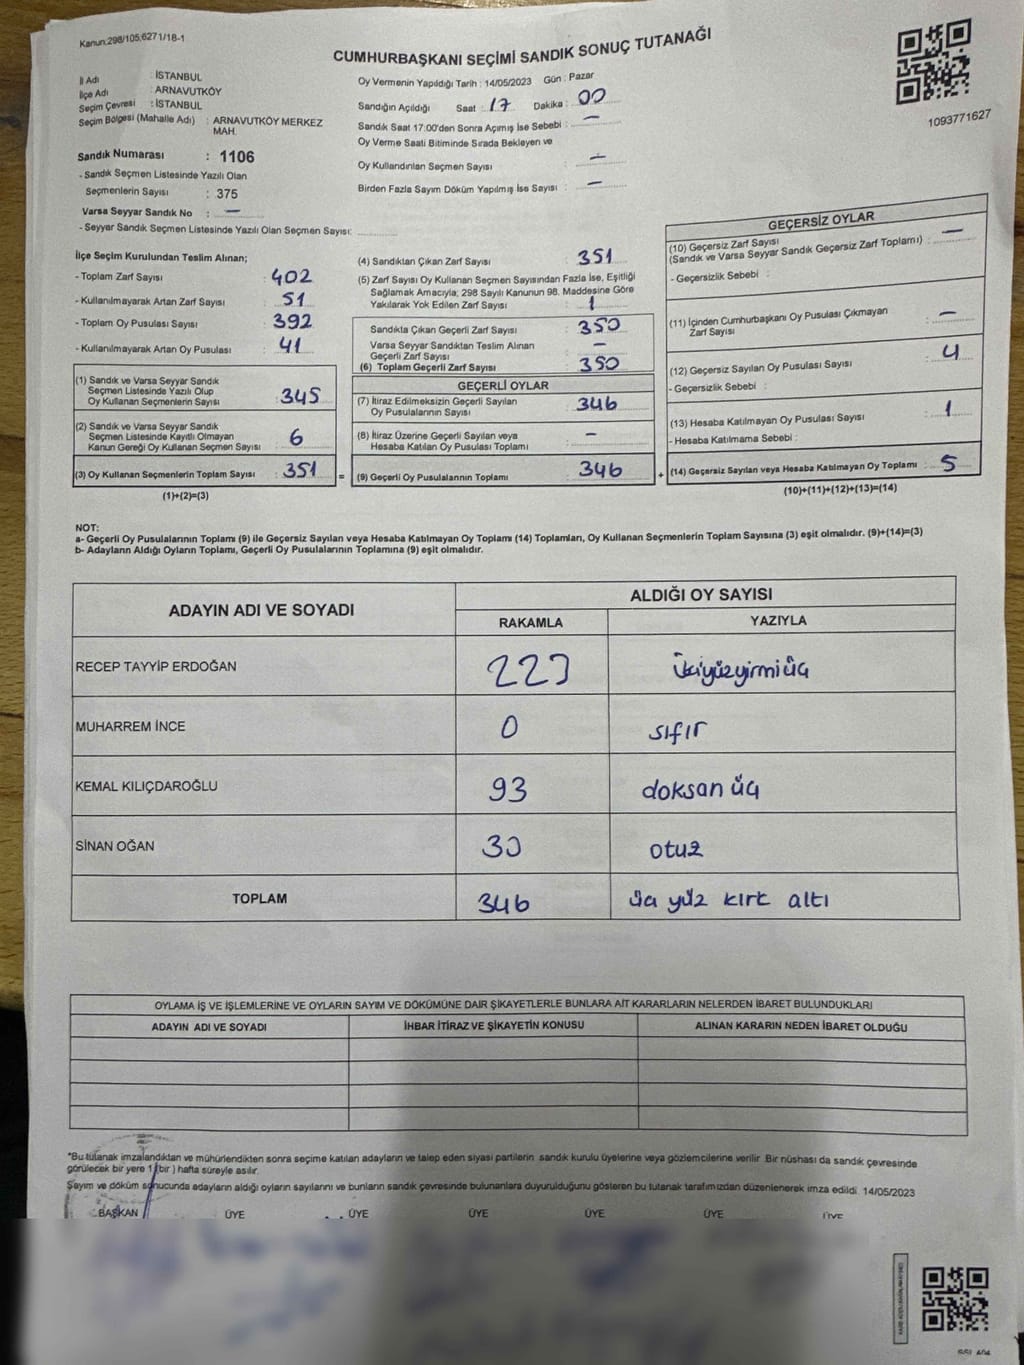 Kanun:298/105;6271/18-1
CUMHURBAŞKANI SEÇİMİ SANDIK SONUÇ TUTANAĞI
1093771627
İl Adı : İSTANBUL
İlçe Adı : ARNAVUTKÖY
Seçim Çevresi : İSTANBUL
Seçim Bölgesi (Mahalle Adı) : ARNAVUTKÖY MERKEZ
MAH.
Sandık Numarası : 1106
- Sandık Seçmen Listesinde Yazılı Olan
Seçmenlerin Sayısı : 375
Varsa Seyyar Sandık No : —
- Seyyar Sandık Seçmen Listesinde Yazılı Olan Seçmen Sayısı:
Oy Vermenin Yapıldığı Tarih : 14/05/2023 Gün : Pazar
Sandığın Açıldığı Saat : 17 Dakika : 00
Sandık Saat 17:00'den Sonra Açımış İse Sebebi : —
Oy Verme Saati Bitiminde Sırada Bekleyen ve
Oy Kullandırılan Seçmen Sayısı : —
Birden Fazla Sayım Döküm Yapılmış İse Sayısı : —
İlçe Seçim Kurulundan Teslim Alınan;
- Toplam Zarf Sayısı : 402
- Kullanılmayarak Artan Zarf Sayısı : 51
- Toplam Oy Pusulası Sayısı : 392
- Kullanılmayarak Artan Oy Pusulası : 41
(1) Sandık ve Varsa Seyyar Sandık
Seçmen Listesinde Yazılı Olup
Oy Kullanan Seçmenlerin Sayısı : 345
(2) Sandık ve Varsa Seyyar Sandık
Seçmen Listesinde Kayıtlı Olmayan
Kanun Gereği Oy Kullanan Seçmen Sayısı : 6
(3) Oy Kullanan Seçmenlerin Toplam Sayısı : 351
(1)+(2)=(3)
(4) Sandıktan Çıkan Zarf Sayısı : 351
(5) Zarf Sayısı Oy Kullanan Seçmen Sayısından Fazla İse, Eşitliği
Sağlamak Amacıyla; 298 Sayılı Kanunun 98. Maddesine Göre
Yakılarak Yok Edilen Zarf Sayısı : 1
Sandıkta Çıkan Geçerli Zarf Sayısı : 350
Varsa Seyyar Sandıktan Teslim Alınan
Geçerli Zarf Sayısı : —
(6) Toplam Geçerli Zarf Sayısı : 350
GEÇERLİ OYLAR
(7) İtiraz Edilmeksizin Geçerli Sayılan
Oy Pusulalarının Sayısı : 346
(8) İtiraz Üzerine Geçerli Sayılan veya
Hesaba Katılan Oy Pusulası Toplamı : —
= (9) Geçerli Oy Pusulalarının Toplamı : 346
GEÇERSİZ OYLAR
(10) Geçersiz Zarf Sayısı
(Sandık ve Varsa Seyyar Sandık Geçersiz Zarf Toplamı) : —
- Geçersizlik Sebebi :
(11) İçinden Cumhurbaşkanı Oy Pusulası Çıkmayan
Zarf Sayısı : —
(12) Geçersiz Sayılan Oy Pusulası Sayısı : 4
- Geçersizlik Sebebi :
(13) Hesaba Katılmayan Oy Pusulası Sayısı : 1
- Hesaba Katılmama Sebebi :
+ (14) Geçersiz Sayılan veya Hesaba Katılmayan Oy Toplamı : 5
(10)+(11)+(12)+(13)=(14)
NOT:
a- Geçerli Oy Pusulalarının Toplamı (9) ile Geçersiz Sayılan veya Hesaba Katılmayan Oy Toplamı (14) Toplamları, Oy Kullanan Seçmenlerin Toplam Sayısına (3) eşit olmalıdır. (9)+(14)=(3)
b- Adayların Aldığı Oyların Toplamı, Geçerli Oy Pusulalarının Toplamına (9) eşit olmalıdır.
ADAYIN ADI VE SOYADI ALDIĞI OY SAYISI
RAKAMLA YAZIYLA
RECEP TAYYİP ERDOĞAN 223 ikiyüzyirmiüç
MUHARREM İNCE 0 sıfır
KEMAL KILIÇDAROĞLU 93 doksan üç
SİNAN OĞAN 30 otuz
TOPLAM 346 üç yüz kırk altı
OYLAMA İŞ VE İŞLEMLERİNE VE OYLARIN SAYIM VE DÖKÜMÜNE DAİR ŞİKAYETLERLE BUNLARA AİT KARARLARIN NELERDEN İBARET BULUNDUKLARI
ADAYIN ADI VE SOYADI İHBAR İTİRAZ VE ŞİKAYETİN KONUSU ALINAN KARARIN NEDEN İBARET OLDUĞU
*Bu tutanak imzalandıktan ve mühürlendikten sonra seçime katılan adayların ve talep eden siyasi partilerin sandık kurulu üyelerine veya gözlemcilerine verilir. Bir nüshası da sandık çevresinde
görülecek bir yere 1 ( bir ) hafta süreyle asılır.
Sayım ve döküm sonucunda adayların aldığı oyların sayılarını ve bunların sandık çevresinde bulunanlara duyurulduğunu gösteren bu tutanak tarafımızdan düzenlenerek imza edildi. 14/05/2023
BAŞKAN ÜYE ÜYE ÜYE ÜYE ÜYE ÜYE